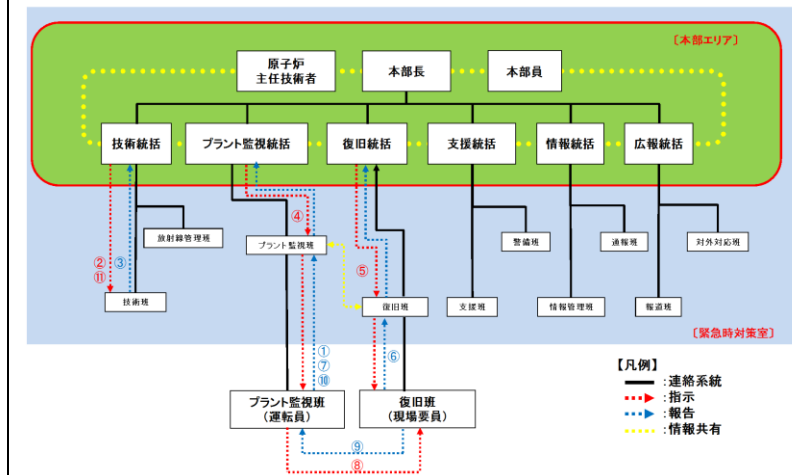 〔本部エリア〕
原子炉
主任技術者
本部長
本部員
技術統括
プラント監視統括
復旧統括
支援統括
情報統括
広報統括
④
放射線管理班
プラント監視班
警備班
通報班
対外対応班
②
⑪
③
⑤
技術班
復旧班
支援班
情報管理班
報道班
〔緊急時対策室〕
①
⑦
⑩
⑥
プラント監視班
(運転員)
復旧班
(現場要員)
⑨
⑧
【凡例】
:連絡系統
:指示
:報告
:情報共有